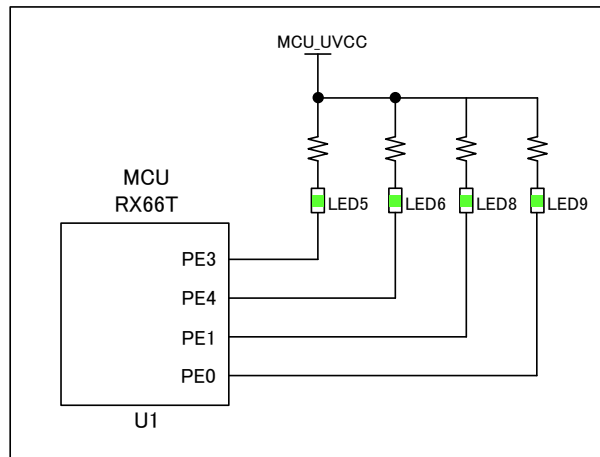 MCU_UVCC
MCU
RX66T
LED5 LED6 LED8 LED9
PE3
PE4
PE1
PE0
U1